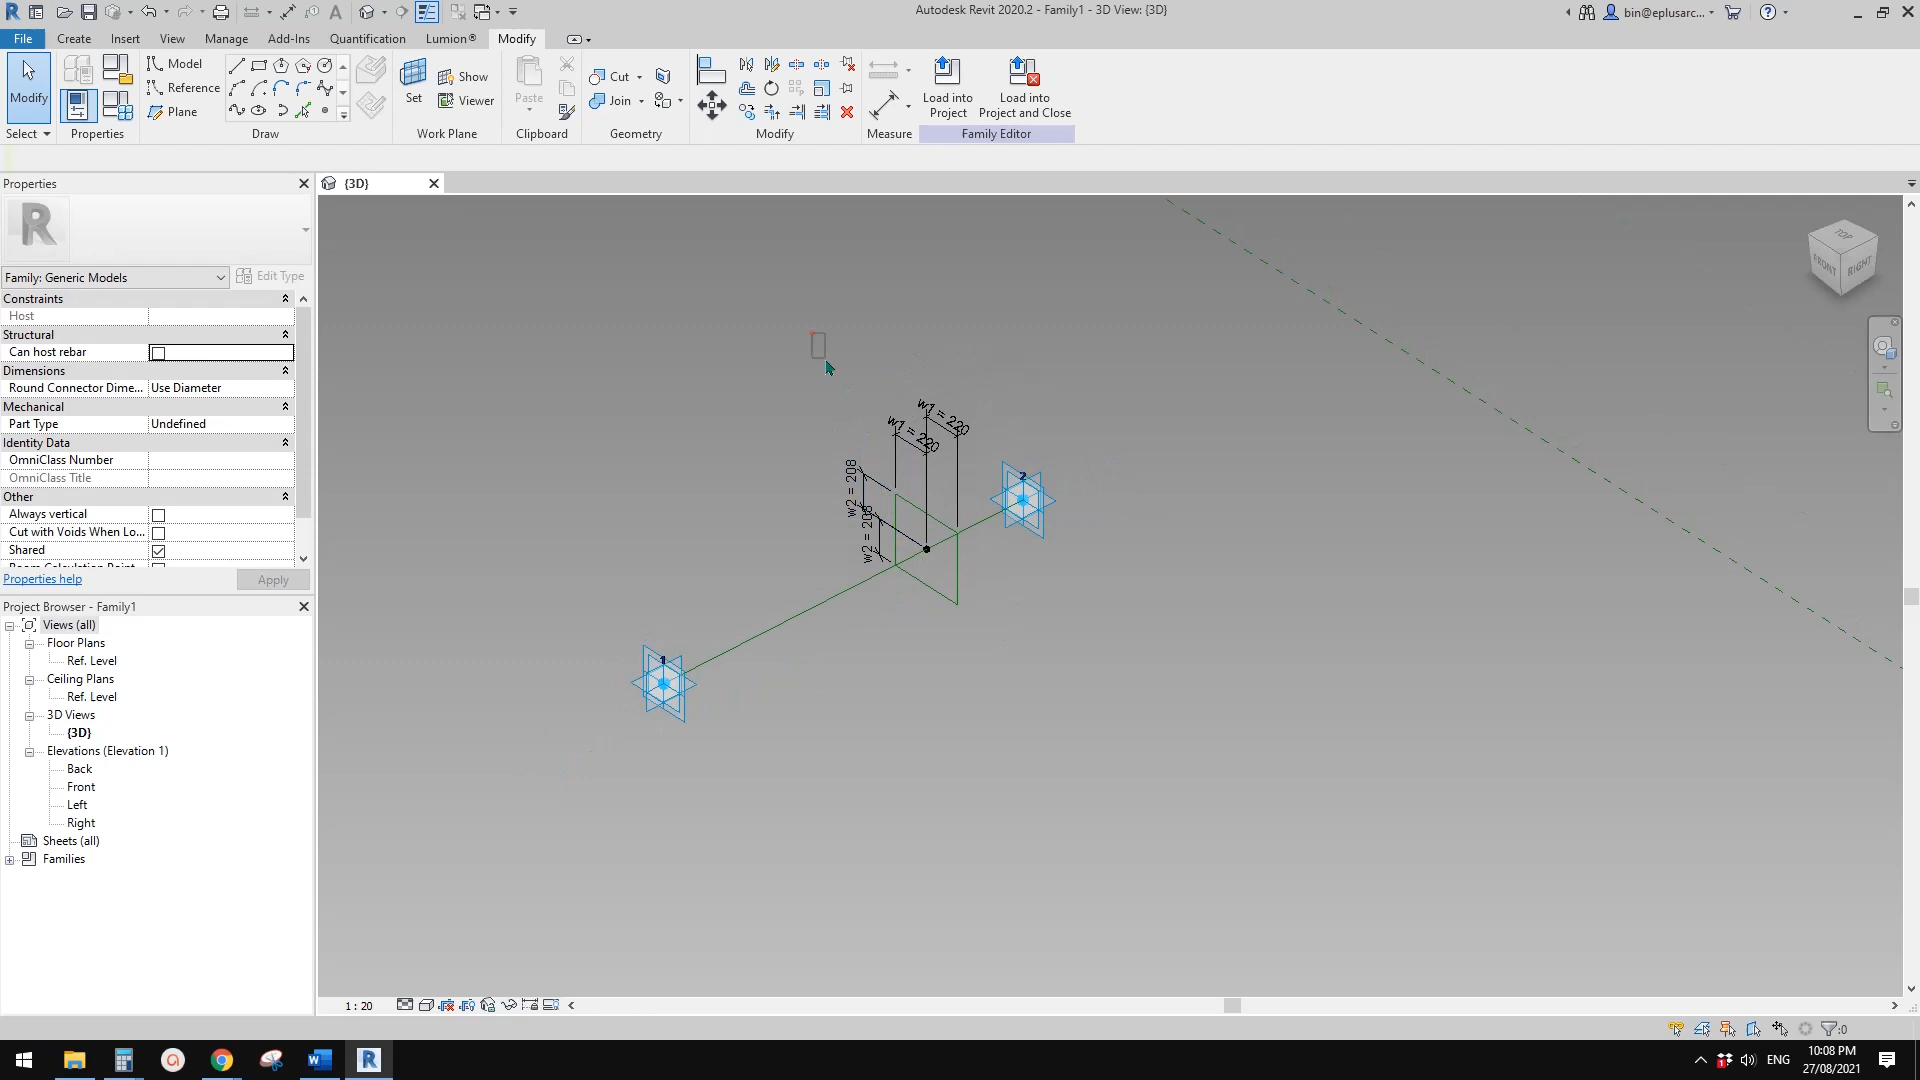 Autodesk Revit 2020.2 - Family1 - 3D View: {3D}
bin@eplusarc...
File
Create
Insert
View
Manage
Add-Ins
Quantification
Lumion®
Modify
Modify
Select
Properties
Model
Reference
Plane
Draw
Set
Show
Viewer
Work Plane
Paste
Clipboard
Cut
Join
Geometry
Modify
Measure
Load into
Project
Load into
Project and Close
Family Editor
Properties
{3D}
R
Family: Generic Models
Edit Type
Constraints
Host
Structural
Can host rebar
Dimensions
Round Connector Dime... Use Diameter
Mechanical
Part Type Undefined
Identity Data
OmniClass Number
OmniClass Title
Other
Always vertical
Cut with Voids When Lo...
Shared
Properties help
Apply
Project Browser - Family1
Views (all)
Floor Plans
Ref. Level
Ceiling Plans
Ref. Level
3D Views
{3D}
Elevations (Elevation 1)
Back
Front
Left
Right
Sheets (all)
Families
w1 = 220
w1 = 220
w2 = 208
w2 = 208
2
1
TOP
FRONT
RIGHT
1 : 20
:0
ENG
10:08 PM
27/08/2021